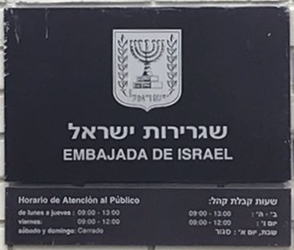 שגרירות ישראל
EMBAJADA DE ISRAEL
Horario de Atención al Público
de lunes a jueves : 09:00 - 13:00
viernes: 09:00 - 12:00
sábado y domingo: Cerrado
שעות קבלת קהל:
ב' - ה' : 09:00 - 13:00
יום ו' : 09:00 - 12:00
שבת, יום א' : סגור